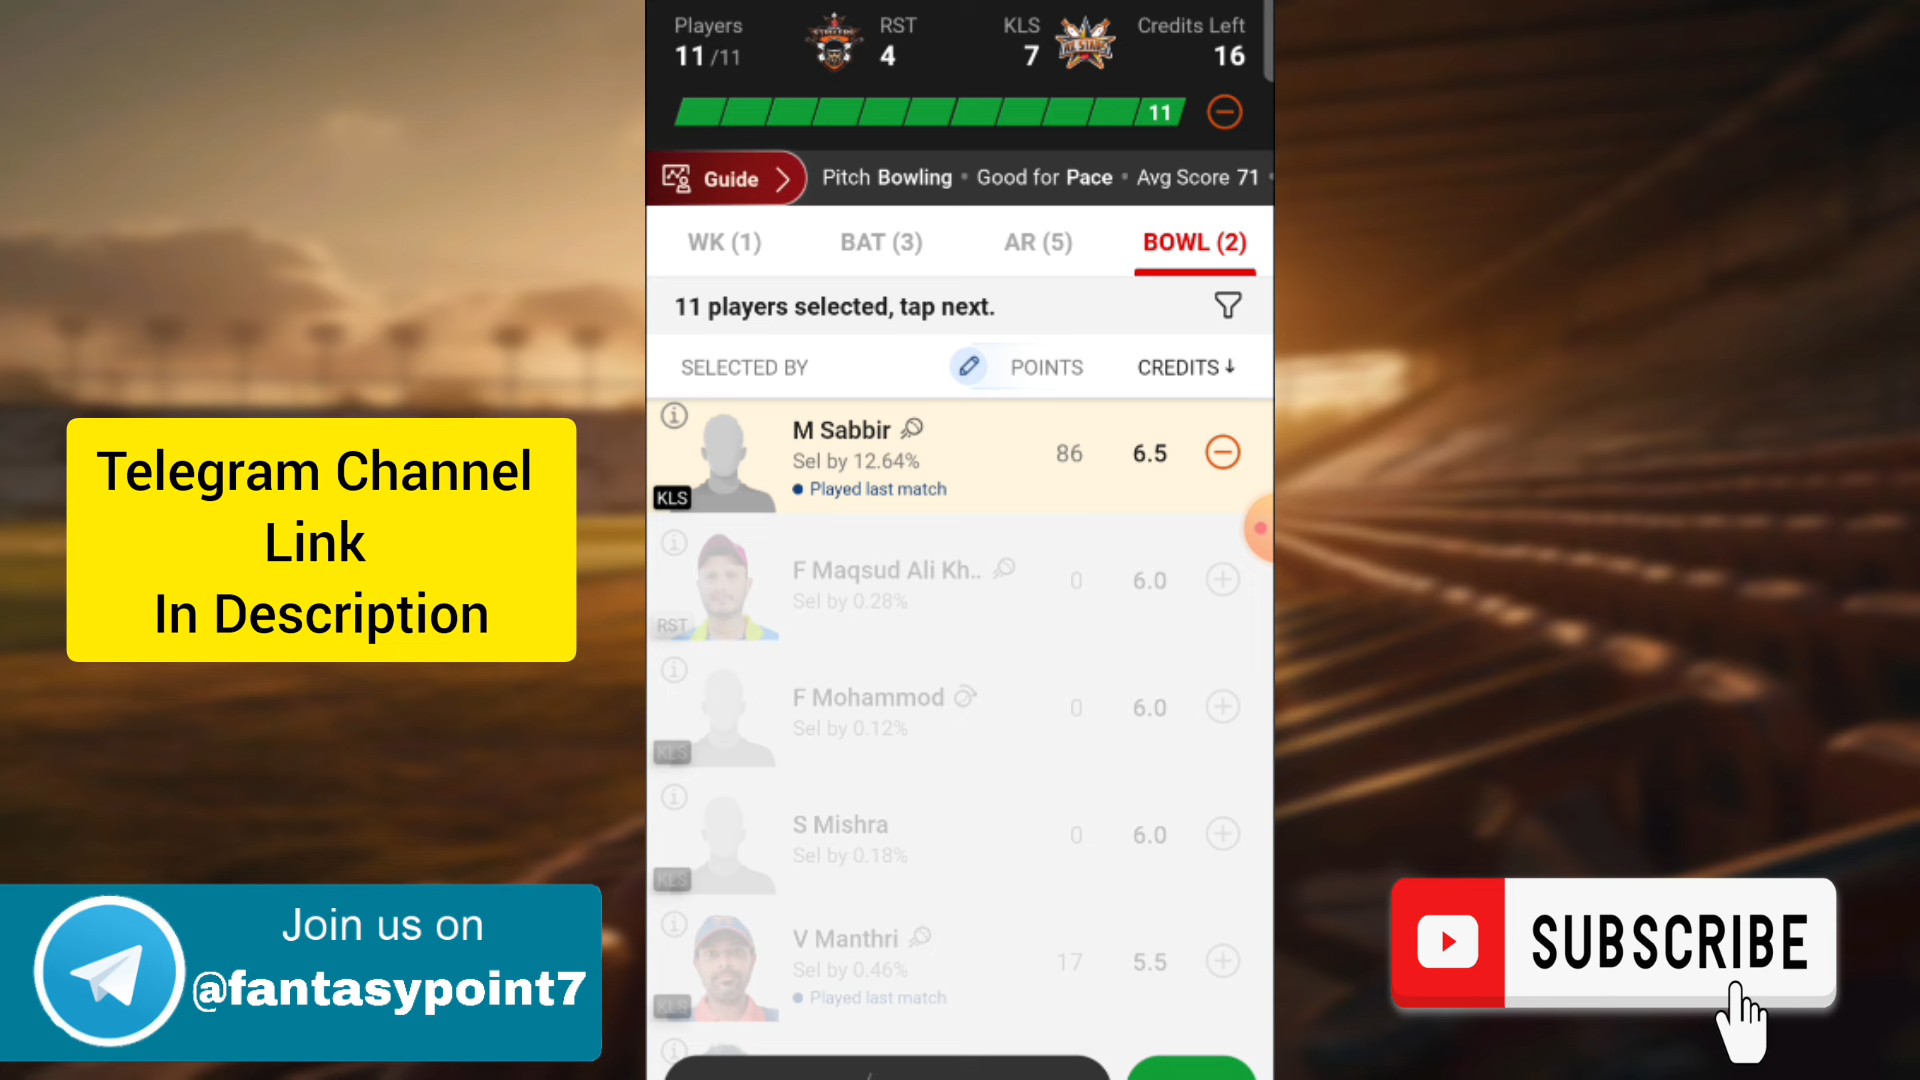 Players
11 /11
RST
4
KLS
7
Credits Left
16
11
Guide
Pitch Bowling • Good for Pace • Avg Score 71
WK (1)
BAT (3)
AR (5)
BOWL (2)
11 players selected, tap next.
SELECTED BY
POINTS
CREDITS↓
M Sabbir
Sel by 12.64%
86
6.5
Played last match
KLS
F Maqsud Ali Kh..
Sel by 0.28%
0
6.0
RST
F Mohammod
Sel by 0.12%
0
6.0
KLS
S Mishra
Sel by 0.18%
0
6.0
KLS
V Manthri
Sel by 0.46%
17
5.5
Played last match
KLS
Telegram Channel
Link
In Description
Join us on
@fantasypoint7
SUBSCRIBE